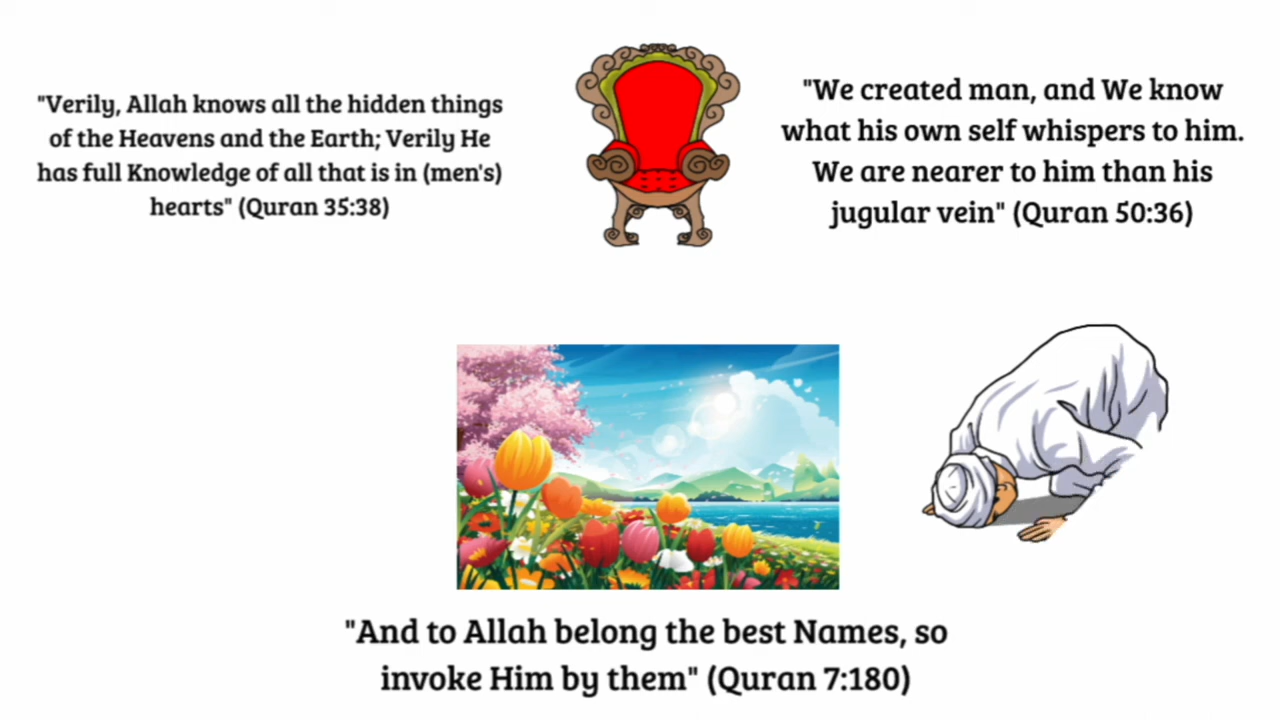 "Verily, Allah knows all the hidden things
of the Heavens and the Earth; Verily He
has full Knowledge of all that is in (men's)
hearts" (Quran 35:38)
"We created man, and We know
what his own self whispers to him.
We are nearer to him than his
jugular vein" (Quran 50:36)
"And to Allah belong the best Names, so
invoke Him by them" (Quran 7:180)